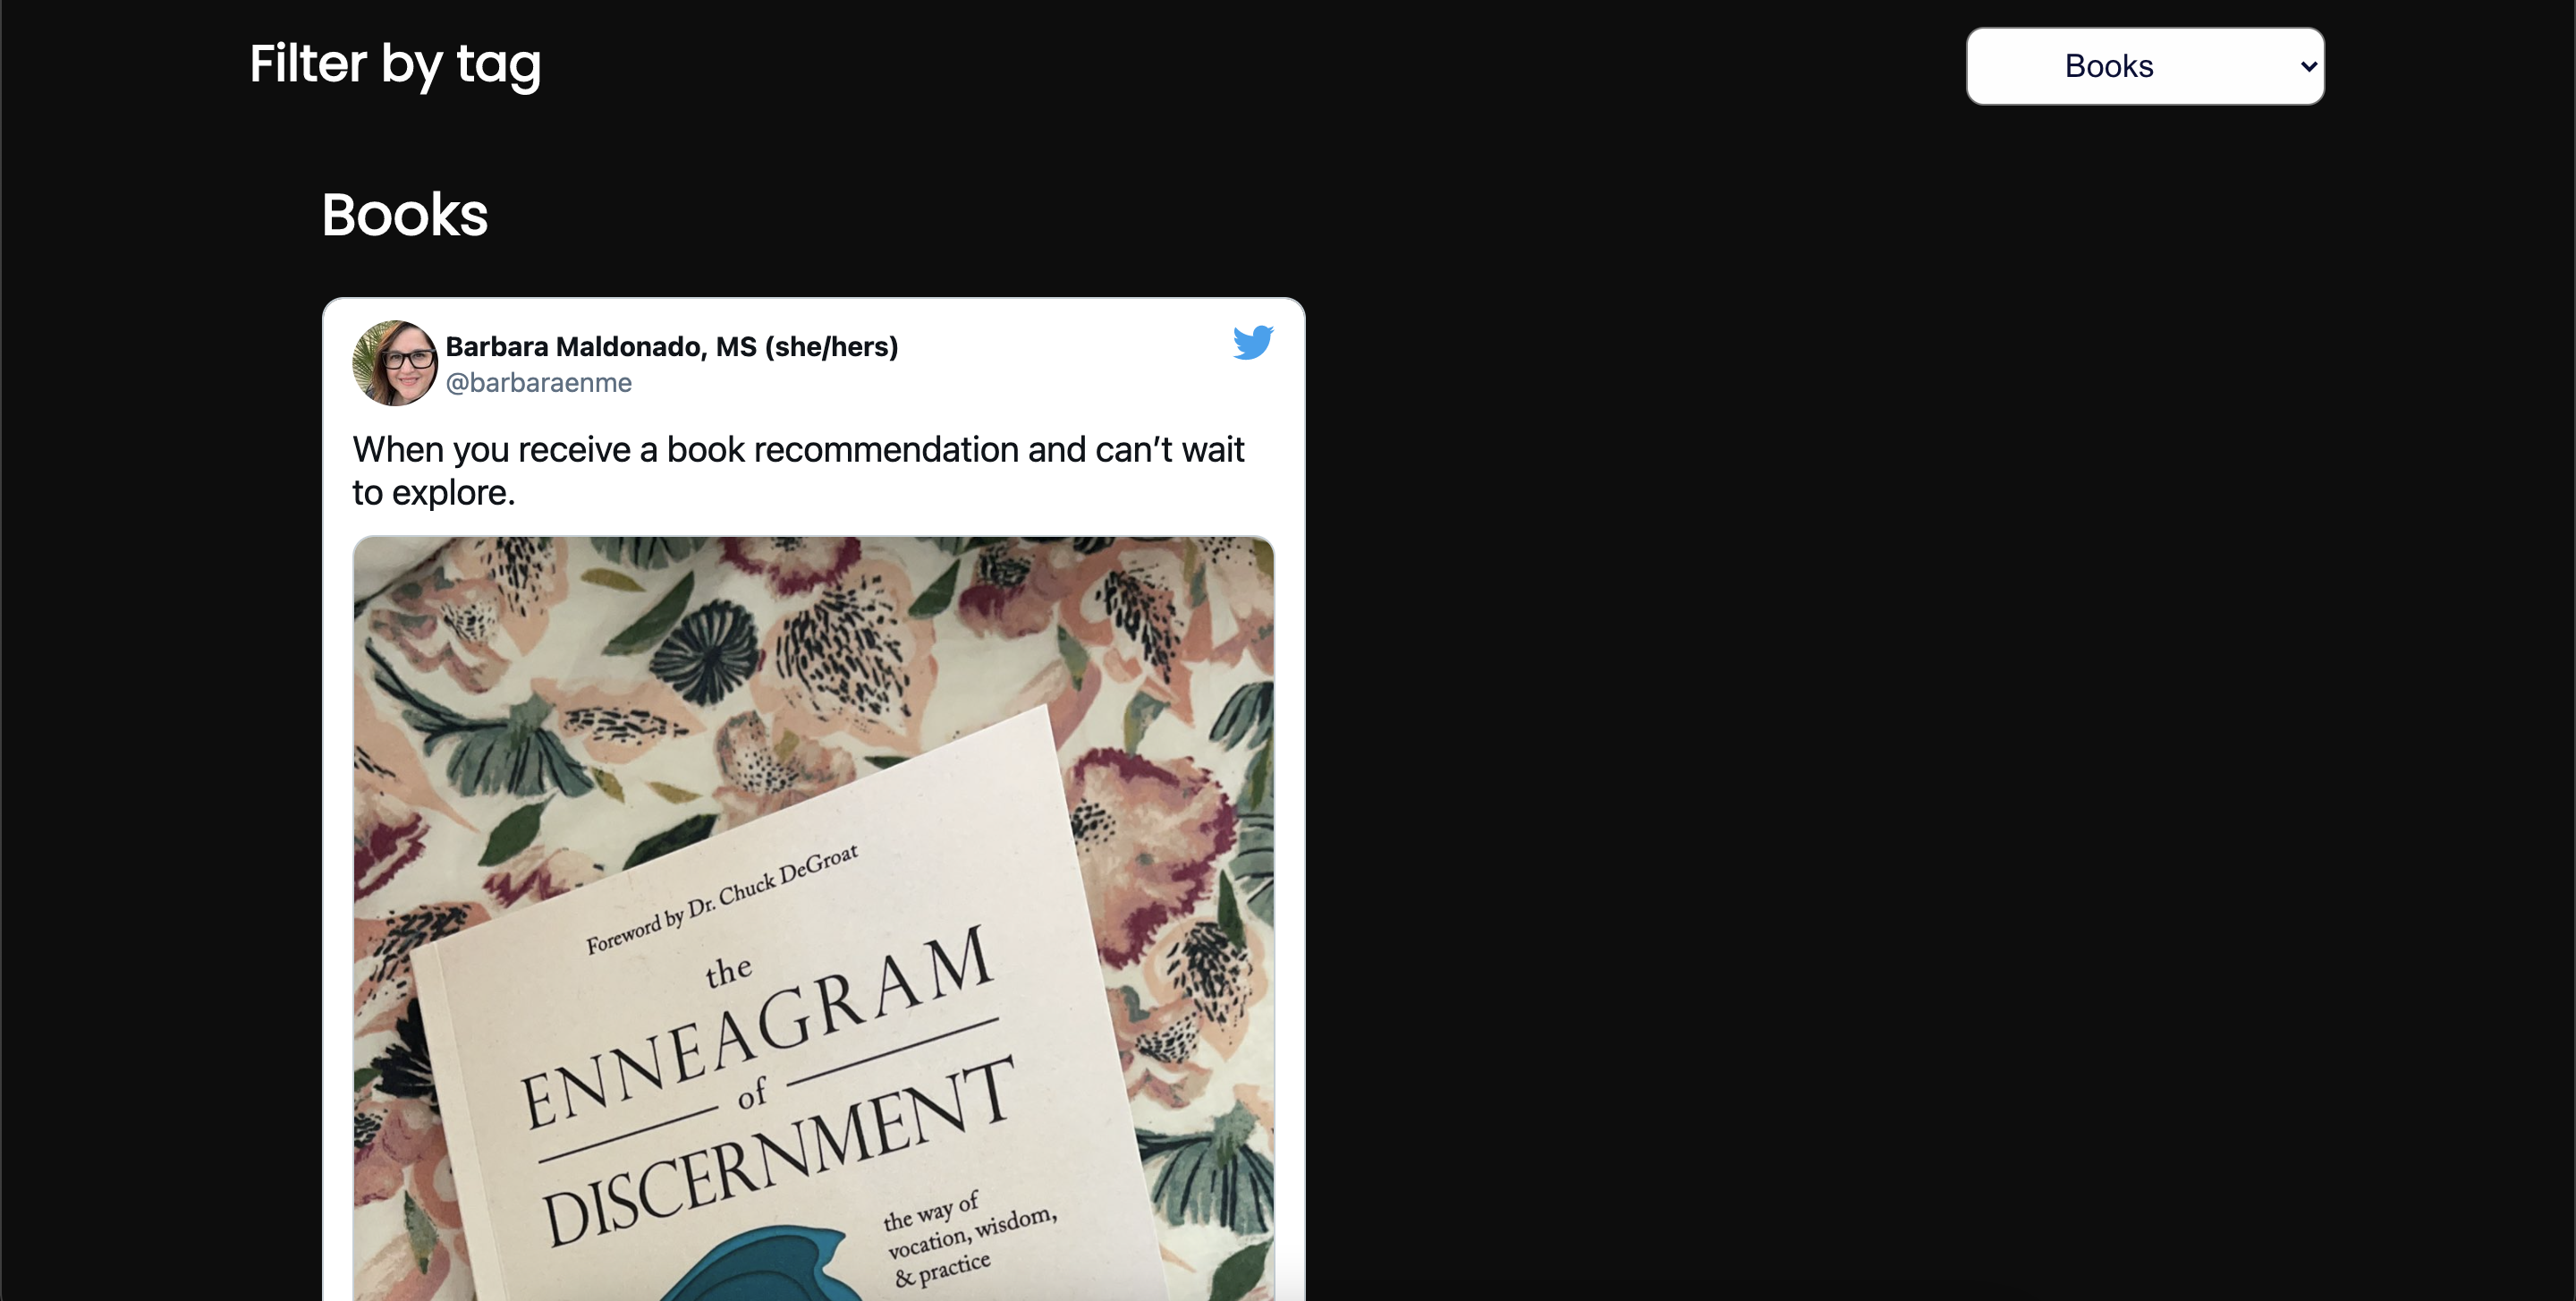 Filter by tag
Books
Books
Barbara Maldonado, MS (she/hers)
@barbaraenme
When you receive a book recommendation and can’t wait
to explore.
Foreword by Dr. Chuck DeGroat
the
ENNEAGRAM
of
DISCERNMENT
the way of
vocation, wisdom,
& practice